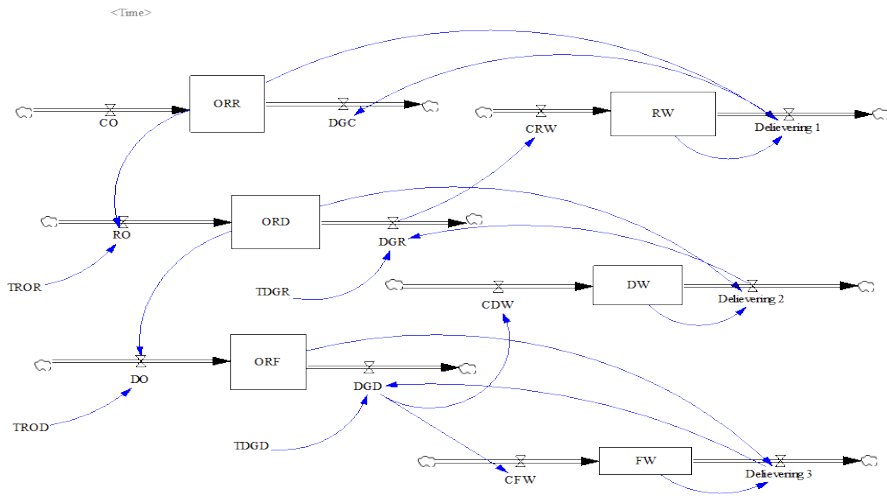 <Time>
ORR
CO
DGC
RW
CRW
Delievering 1
ORD
RO
DGR
TROR
TDGR
DW
CDW
Delievering 2
ORF
DO
DGD
TROD
TDGD
FW
CFW
Delievering 3